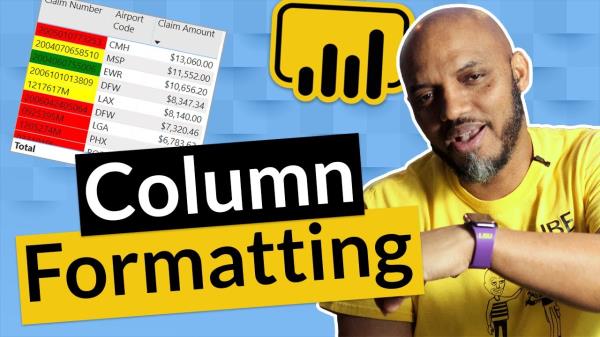 Claim Number Airport Code Claim Amount
CMH $13,060.00
2004070658510 MSP $11,552.00
EWR $10,656.20
2006101013809 DFW $8,347.34
1217617M LAX $8,140.00
DFW $7,320.46
LGA
PHX
Total
Column
Formatting
LSU